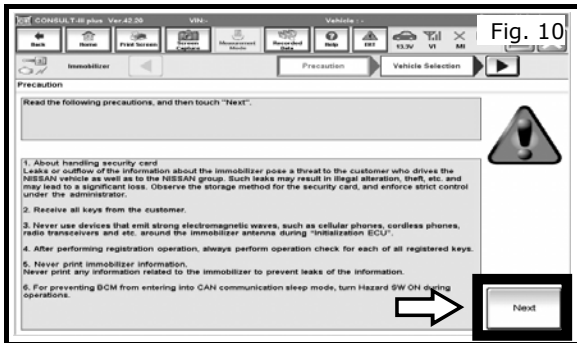 CONSULT-III plus Ver.42.20 VIN:- Vehicle : -
Fig. 10
Back Home Print Screen Screen Capture Measurement Mode Recorded Data Help ERT 13.3V VI MI
Immobilizer Precaution Vehicle Selection
Precaution
Read the following precautions, and then touch "Next".
1. About handling security card
Leaks or outflow of the information about the immobilizer pose a threat to the customer who drives the
NISSAN vehicle as well as to the NISSAN group. Such leaks may result in illegal alteration, theft, etc. and
may lead to a significant loss. Observe the storage method for the security card, and enforce strict control
under the administrator.
2. Receive all keys from the customer.
3. Never use devices that emit strong electromagnetic waves, such as cellular phones, cordless phones,
radio transceivers and etc. around the immobilizer antenna during "Initialization ECU".
4. After performing registration operation, always perform operation check for each of all registered keys.
5. Never print immobilizer information.
Never print any information related to the immobilizer to prevent leaks of the information.
6. For preventing BCM from entering into CAN communication sleep mode, turn Hazard SW ON during
operations.
Next